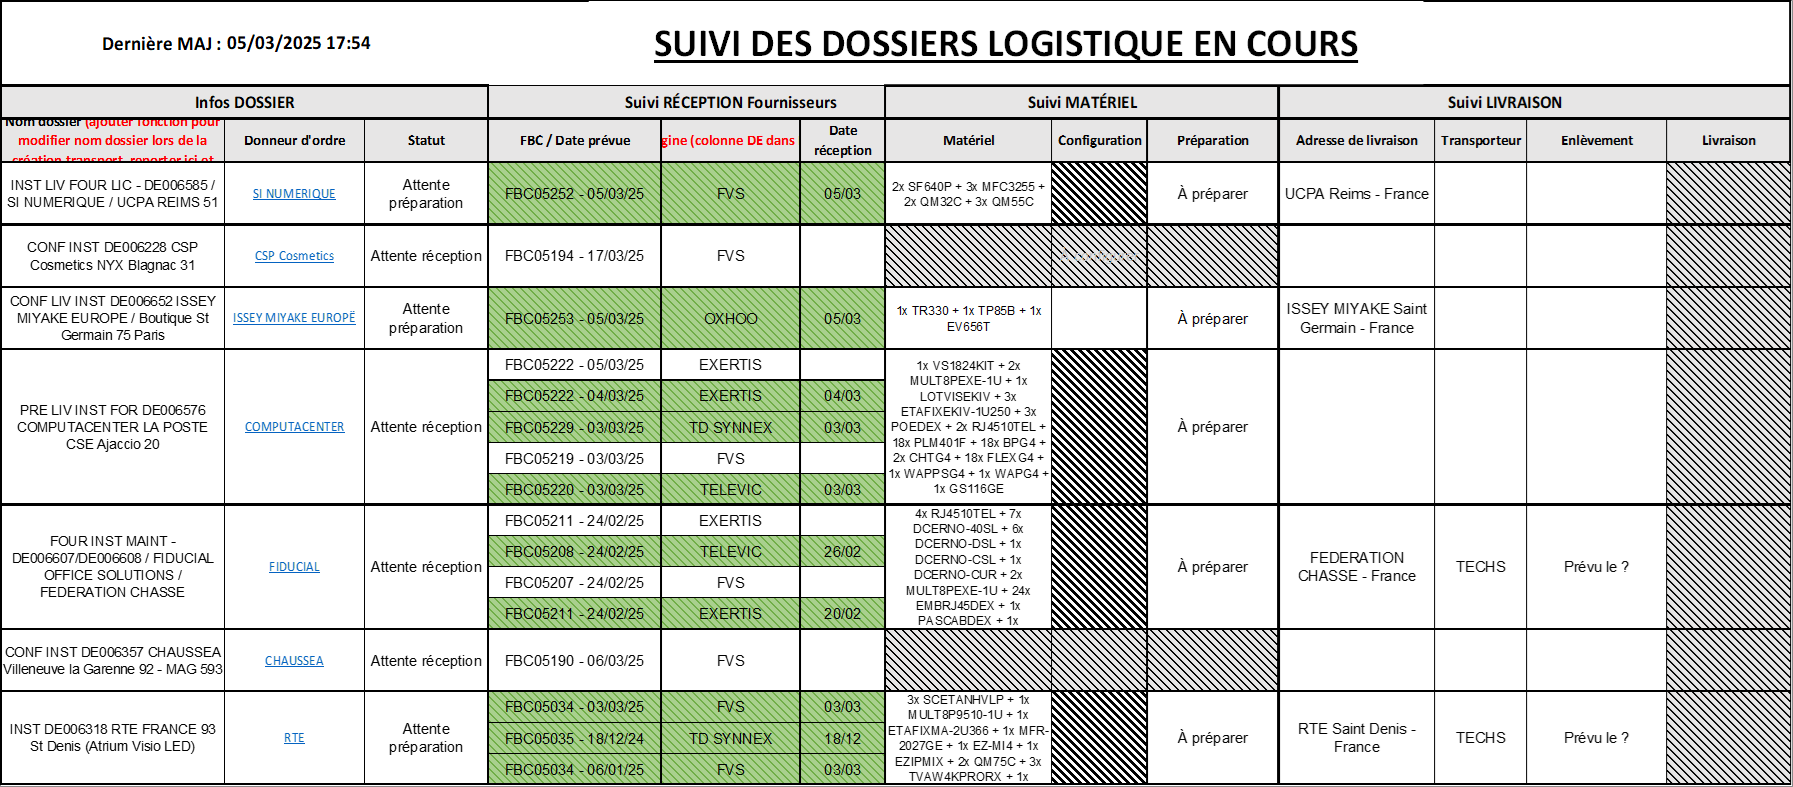 Dernière MAJ : 05/03/2025 17:54
SUIVI DES DOSSIERS LOGISTIQUE EN COURS
Infos DOSSIER
Suivi RÉCEPTION Fournisseurs
Suivi MATÉRIEL
Suivi LIVRAISON
Nom dossier (ajouter fonction pour
modifier nom dossier lors de la
création transport, reporter ici et
Donneur d'ordre
Statut
FBC / Date prévue
gine (colonne DE dans
Date
réception
Matériel
Configuration
Préparation
Adresse de livraison
Transporteur
Enlèvement
Livraison
INST LIV FOUR LIC - DE006585 /
SI NUMERIQUE / UCPA REIMS 51
SI NUMERIQUE
Attente
préparation
FBC05252 - 05/03/25
FVS
05/03
2x SF640P + 3x MFC3255 +
2x QM32C + 3x QM55C
À préparer
UCPA Reims - France
CONF INST DE006228 CSP
Cosmetics NYX Blagnac 31
CSP Cosmetics
Attente réception
FBC05194 - 17/03/25
FVS
CONF LIV INST DE006652 ISSEY
MIYAKE EUROPE / Boutique St
Germain 75 Paris
ISSEY MIYAKE EUROPË
Attente
préparation
FBC05253 - 05/03/25
OXHOO
05/03
1x TR330 + 1x TP85B + 1x
EV656T
À préparer
ISSEY MIYAKE Saint
Germain - France
PRE LIV INST FOR DE006576
COMPUTACENTER LA POSTE
CSE Ajaccio 20
COMPUTACENTER
Attente réception
FBC05222 - 05/03/25
EXERTIS
FBC05222 - 04/03/25
EXERTIS
04/03
FBC05229 - 03/03/25
TD SYNNEX
03/03
FBC05219 - 03/03/25
FVS
FBC05220 - 03/03/25
TELEVIC
03/03
1x VS1824KIT + 2x
MULT8PEXE-1U + 1x
LOTVISEKIV + 3x
ETAFIXEKIV-1U250 + 3x
POEDEX + 2x RJ4510TEL +
18x PLM401F + 18x BPG4 +
2x CHTG4 + 18x FLEXG4 +
1x WAPPSG4 + 1x WAPG4 +
1x GS116GE
À préparer
FOUR INST MAINT -
DE006607/DE006608 / FIDUCIAL
OFFICE SOLUTIONS /
FEDERATION CHASSE
FIDUCIAL
Attente réception
FBC05211 - 24/02/25
EXERTIS
FBC05208 - 24/02/25
TELEVIC
26/02
FBC05207 - 24/02/25
FVS
FBC05211 - 24/02/25
EXERTIS
20/02
4x RJ4510TEL + 7x
DCERNO-40SL + 6x
DCERNO-DSL + 1x
DCERNO-CSL + 1x
DCERNO-CUR + 2x
MULT8PEXE-1U + 24x
EMBRJ45DEX + 1x
PASCABDEX + 1x
À préparer
FEDERATION
CHASSE - France
TECHS
Prévu le ?
CONF INST DE006357 CHAUSSEA
Villeneuve la Garenne 92 - MAG 593
CHAUSSEA
Attente réception
FBC05190 - 06/03/25
FVS
INST DE006318 RTE FRANCE 93
St Denis (Atrium Visio LED)
RTE
Attente
préparation
FBC05034 - 03/03/25
FVS
03/03
FBC05035 - 18/12/24
TD SYNNEX
18/12
FBC05034 - 06/01/25
FVS
03/03
3x SCETANHVLP + 1x
MULT8P9510-1U + 1x
ETAFIXMA-2U366 + 1x MFR-
2027GE + 1x EZ-MI4 + 1x
EZIPMIX + 2x QM75C + 3x
TVAW4KPRORX + 1x
À préparer
RTE Saint Denis -
France
TECHS
Prévu le ?